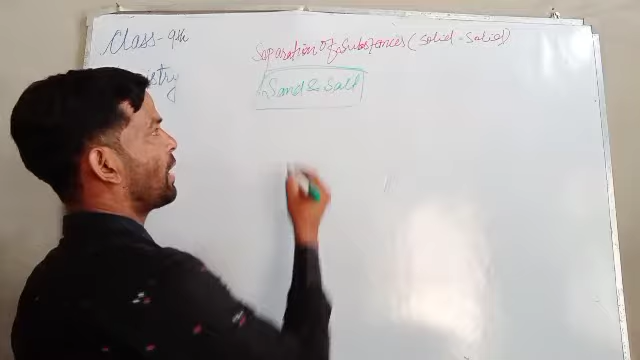 Class - 9th
Separation of Substances (Solid - Solid)
Sand & Salt